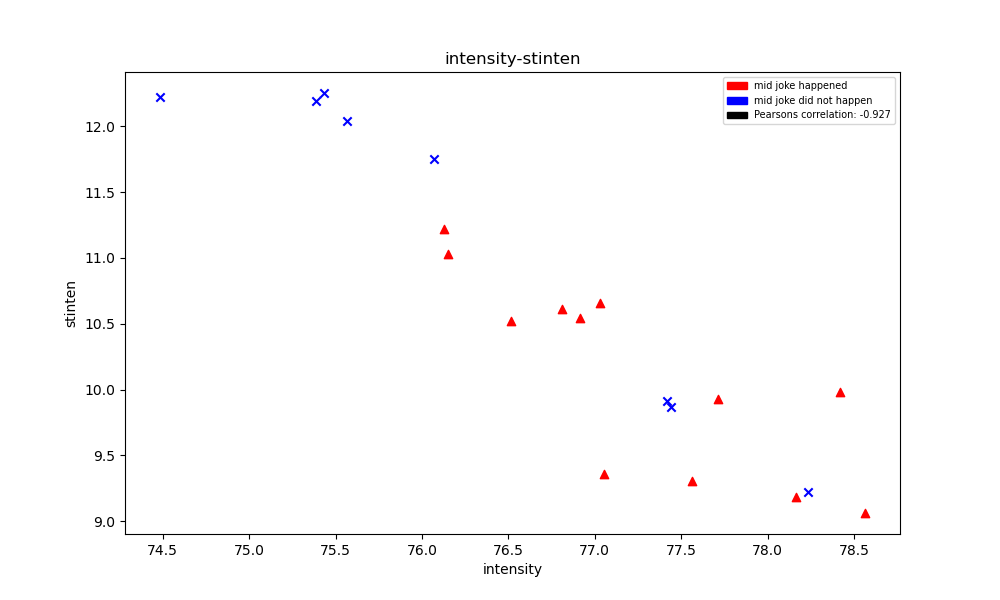 intensity-stinten
mid joke happened
mid joke did not happen
Pearsons correlation: -0.927
12.0
11.5
11.0
10.5
10.0
9.5
9.0
stinten
74.5 75.0 75.5 76.0 76.5 77.0 77.5 78.0 78.5
intensity